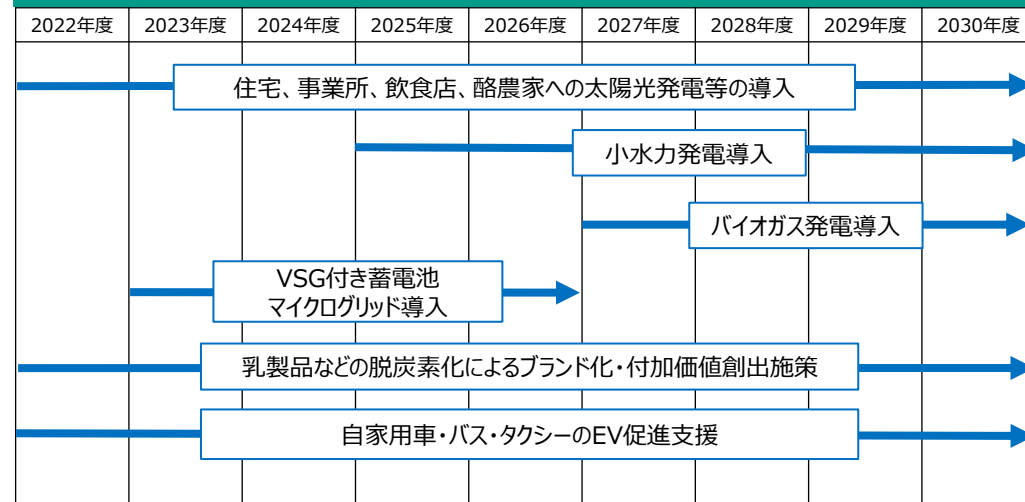 2022年度 2023年度 2024年度 2025年度 2026年度 2027年度 2028年度 2029年度 2030年度
住宅、事業所、飲食店、酪農家への太陽光発電等の導入
小水力発電導入
バイオガス発電導入
VSG付き蓄電池
マイクログリッド導入
乳製品などの脱炭素化によるブランド化・付加価値創出施策
自家用車・バス・タクシーのEV促進支援